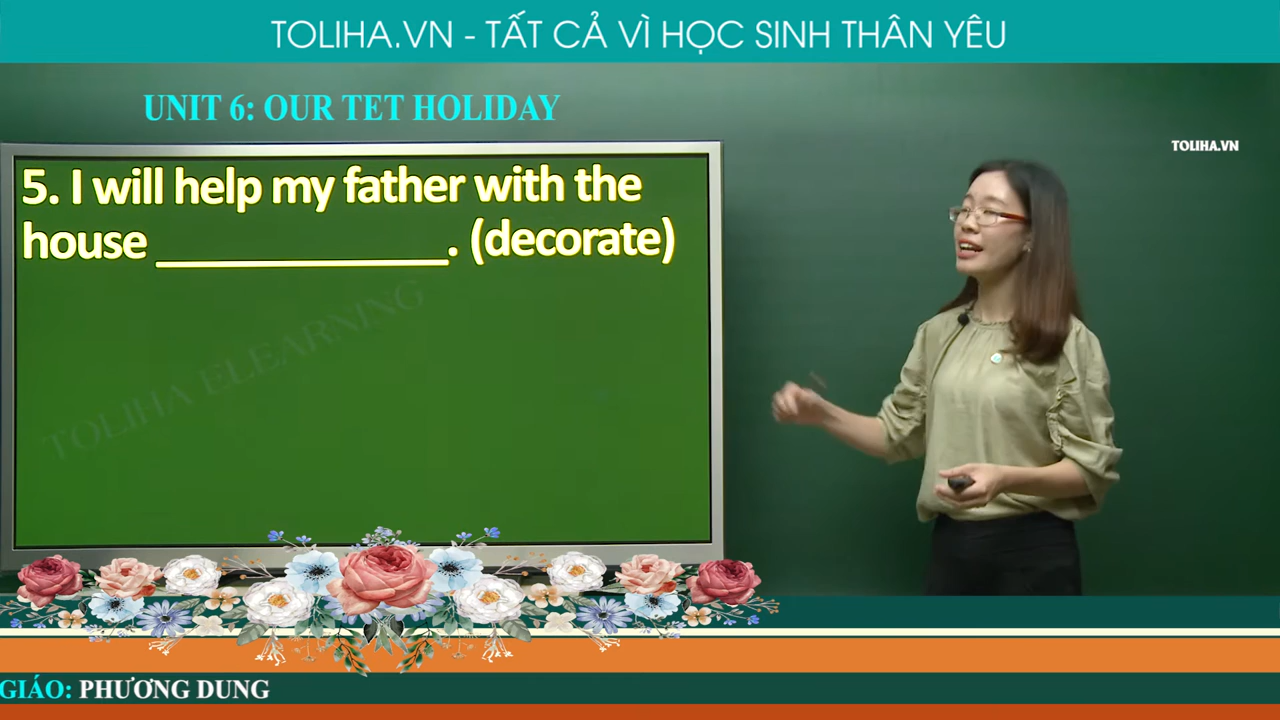 TOLIHA.VN - TẤT CẢ VÌ HỌC SINH THÂN YÊU
UNIT 6: OUR TET HOLIDAY
TOLIHA.VN
5. I will help my father with the
house ____________. (decorate)
TOLIHA ELEARNING
GIÁO: PHƯƠNG DUNG